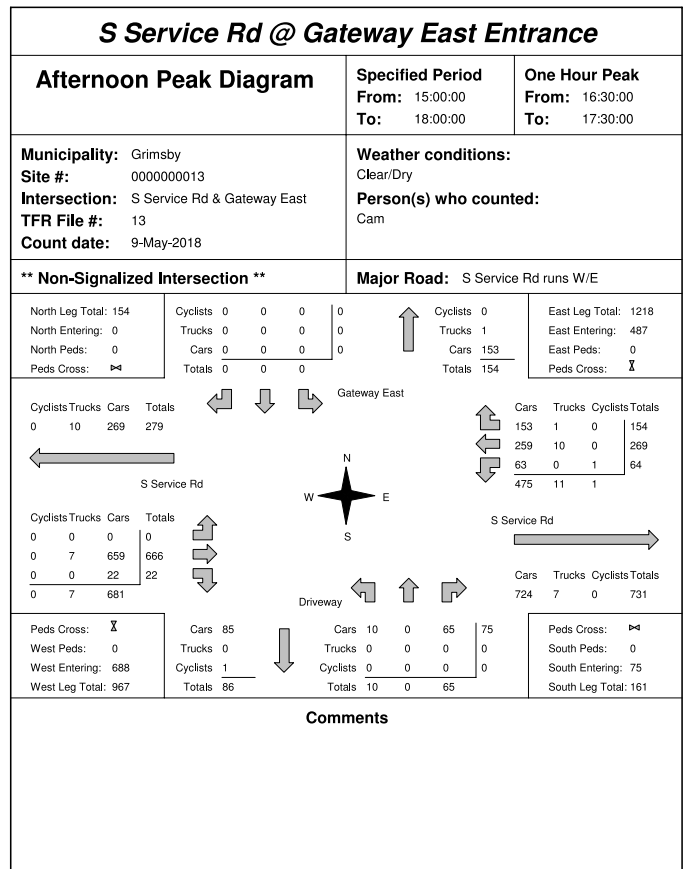 S Service Rd @ Gateway East Entrance
Afternoon Peak Diagram
Specified Period
From: 15:00:00
To: 18:00:00
One Hour Peak
From: 16:30:00
To: 17:30:00
Municipality: Grimsby
Site #: 0000000013
Intersection: S Service Rd & Gateway East
TFR File #: 13
Count date: 9-May-2018
Weather conditions:
Clear/Dry
Person(s) who counted:
Cam
** Non-Signalized Intersection **
Major Road: S Service Rd runs W/E
North Leg Total: 154
North Entering: 0
North Peds: 0
Peds Cross:
Cyclists 0 0 0 0
Trucks 0 0 0 0
Cars 0 0 0 0
Totals 0 0 0
Cyclists 0
Trucks 1
Cars 153
Totals 154
East Leg Total: 1218
East Entering: 487
East Peds: 0
Peds Cross:
Gateway East
Cyclists Trucks Cars Totals
0 10 269 279
S Service Rd
Cars Trucks Cyclists Totals
153 1 0 154
259 10 0 269
63 0 1 64
475 11 1
N
W E
S
Cyclists Trucks Cars Totals
0 0 0 0
0 7 659 666
0 0 22 22
0 7 681
S Service Rd
Cars Trucks Cyclists Totals
724 7 0 731
Driveway
Peds Cross:
West Peds: 0
West Entering: 688
West Leg Total: 967
Cars 85
Trucks 0
Cyclists 1
Totals 86
Cars 10 0 65 75
Trucks 0 0 0 0
Cyclists 0 0 0 0
Totals 10 0 65
Peds Cross:
South Peds: 0
South Entering: 75
South Leg Total: 161
Comments